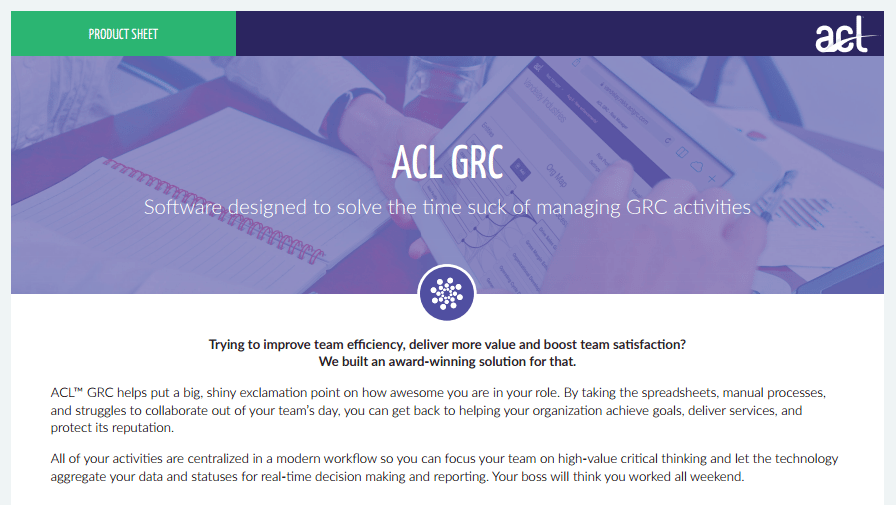 PRODUCT SHEET
acl
ACL GRC
Software designed to solve the time suck of managing GRC activities
Trying to improve team efficiency, deliver more value and boost team satisfaction?
We built an award-winning solution for that.
ACL™ GRC helps put a big, shiny exclamation point on how awesome you are in your role. By taking the spreadsheets, manual processes,
and struggles to collaborate out of your team's day, you can get back to helping your organization achieve goals, deliver services, and
protect its reputation.
All of your activities are centralized in a modern workflow so you can focus your team on high-value critical thinking and let the technology
aggregate your data and statuses for real-time decision making and reporting. Your boss will think you worked all weekend.